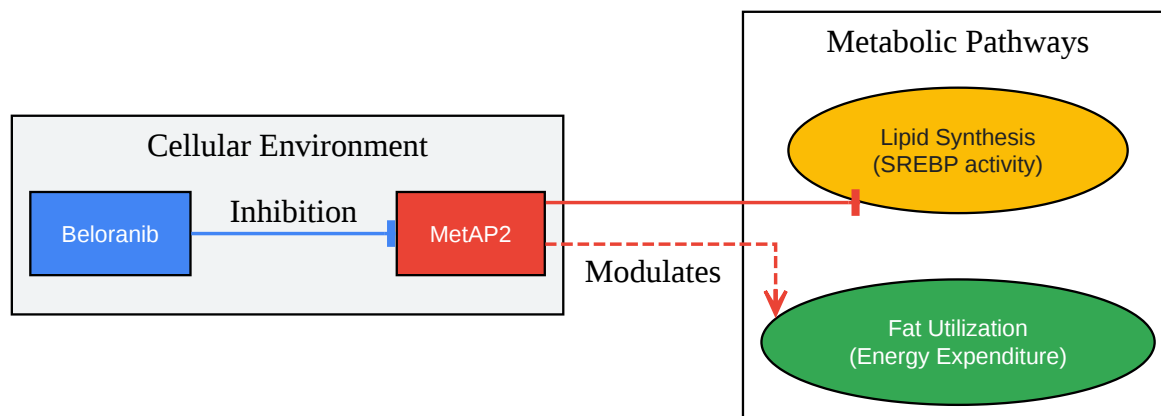 Metabolic Pathways
Cellular Environment
Lipid Synthesis
(SREBP activity)
Inhibition
Beloranib
MetAP2
Modulates
Fat Utilization
(Energy Expenditure)